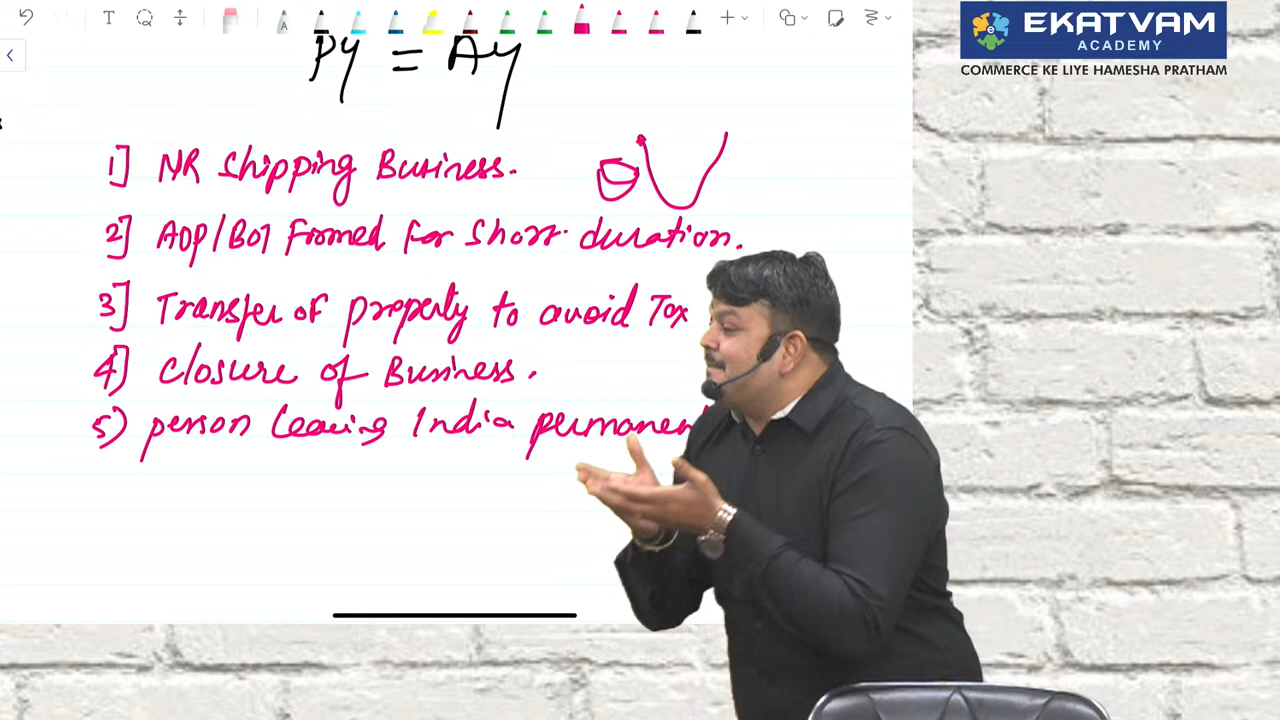 EKATVAM
ACADEMY
COMMERCE KE LIYE HAMESHA PRATHAM
PY = AY
1] NR Shipping Business.
2] AOP/BOI Formed for Short duration.
3] Transfer of property to avoid Tax
4] Closure of Business.
5) person leaving India permanen